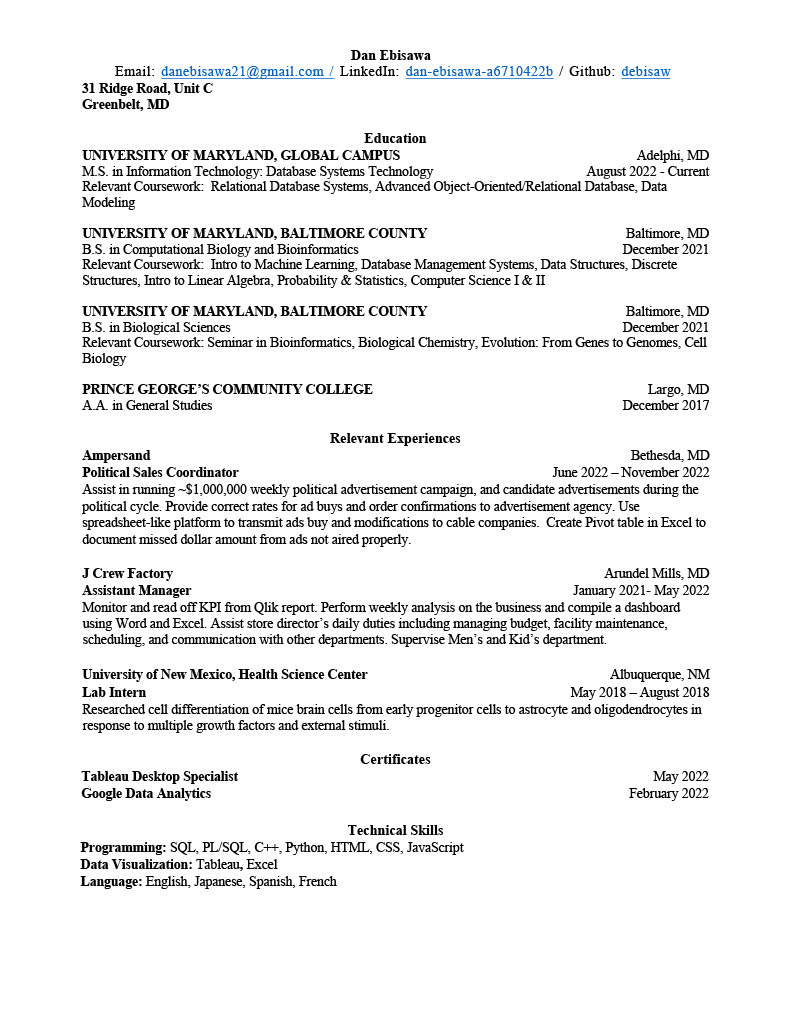 Dan Ebisawa
Email: danebisawa21@gmail.com / LinkedIn: dan-ebisawa-a6710422b / Github: debisaw
31 Ridge Road, Unit C
Greenbelt, MD
Education
UNIVERSITY OF MARYLAND, GLOBAL CAMPUS Adelphi, MD
M.S. in Information Technology: Database Systems Technology August 2022 - Current
Relevant Coursework: Relational Database Systems, Advanced Object-Oriented/Relational Database, Data
Modeling
UNIVERSITY OF MARYLAND, BALTIMORE COUNTY Baltimore, MD
B.S. in Computational Biology and Bioinformatics December 2021
Relevant Coursework: Intro to Machine Learning, Database Management Systems, Data Structures, Discrete
Structures, Intro to Linear Algebra, Probability & Statistics, Computer Science I & II
UNIVERSITY OF MARYLAND, BALTIMORE COUNTY Baltimore, MD
B.S. in Biological Sciences December 2021
Relevant Coursework: Seminar in Bioinformatics, Biological Chemistry, Evolution: From Genes to Genomes, Cell
Biology
PRINCE GEORGE’S COMMUNITY COLLEGE Largo, MD
A.A. in General Studies December 2017
Relevant Experiences
Ampersand Bethesda, MD
Political Sales Coordinator June 2022 – November 2022
Assist in running ~$1,000,000 weekly political advertisement campaign, and candidate advertisements during the
political cycle. Provide correct rates for ad buys and order confirmations to advertisement agency. Use
spreadsheet-like platform to transmit ads buy and modifications to cable companies. Create Pivot table in Excel to
document missed dollar amount from ads not aired properly.
J Crew Factory Arundel Mills, MD
Assistant Manager January 2021- May 2022
Monitor and read off KPI from Qlik report. Perform weekly analysis on the business and compile a dashboard
using Word and Excel. Assist store director’s daily duties including managing budget, facility maintenance,
scheduling, and communication with other departments. Supervise Men’s and Kid’s department.
University of New Mexico, Health Science Center Albuquerque, NM
Lab Intern May 2018 – August 2018
Researched cell differentiation of mice brain cells from early progenitor cells to astrocyte and oligodendrocytes in
response to multiple growth factors and external stimuli.
Certificates
Tableau Desktop Specialist May 2022
Google Data Analytics February 2022
Technical Skills
Programming: SQL, PL/SQL, C++, Python, HTML, CSS, JavaScript
Data Visualization: Tableau, Excel
Language: English, Japanese, Spanish, French